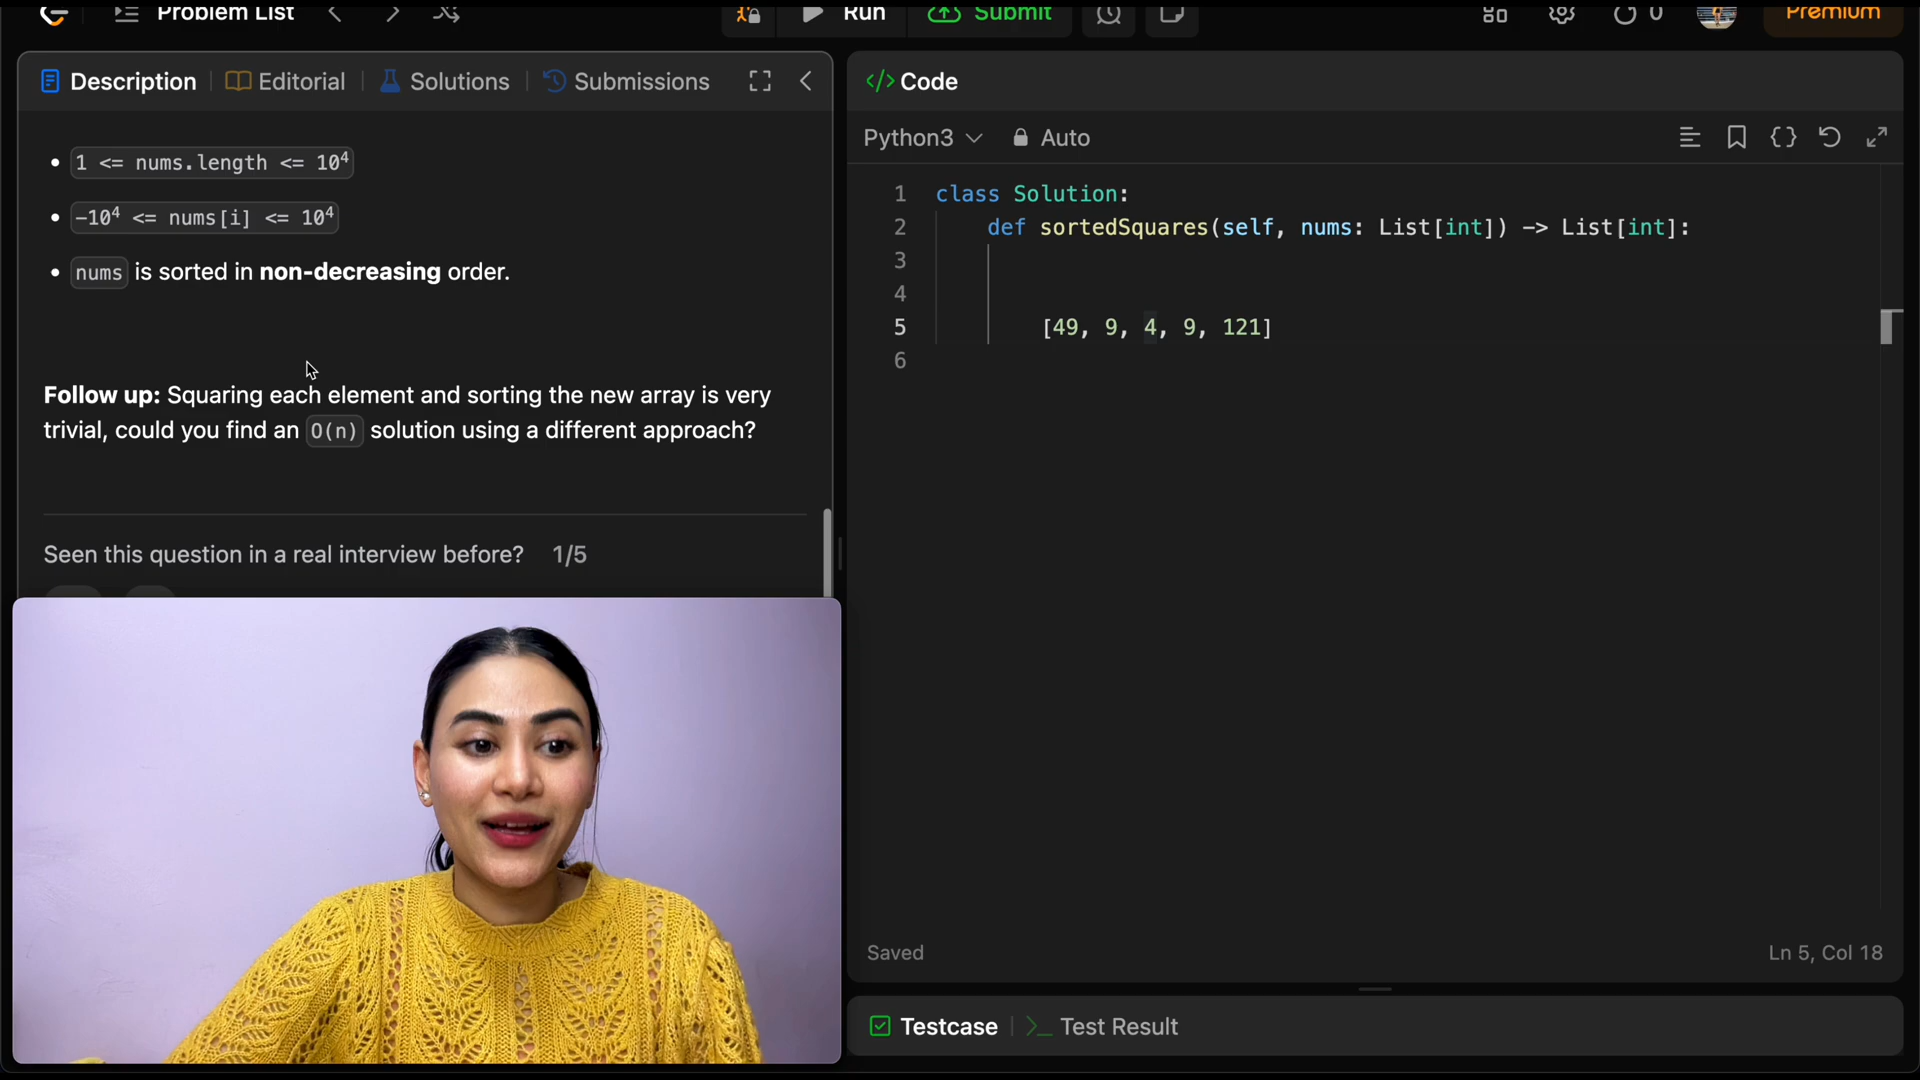 Problem List
Run
Submit
0
Premium
Description
Editorial
Solutions
Submissions
1 <= nums.length <= 10⁴
-10⁴ <= nums[i] <= 10⁴
nums is sorted in non-decreasing order.
Follow up: Squaring each element and sorting the new array is very
trivial, could you find an O(n) solution using a different approach?
Seen this question in a real interview before? 1/5
</> Code
Python3
Auto
1 class Solution:
2 def sortedSquares(self, nums: List[int]) -> List[int]:
3
4
5 [49, 9, 4, 9, 121]
6
Saved
Ln 5, Col 18
Testcase
Test Result